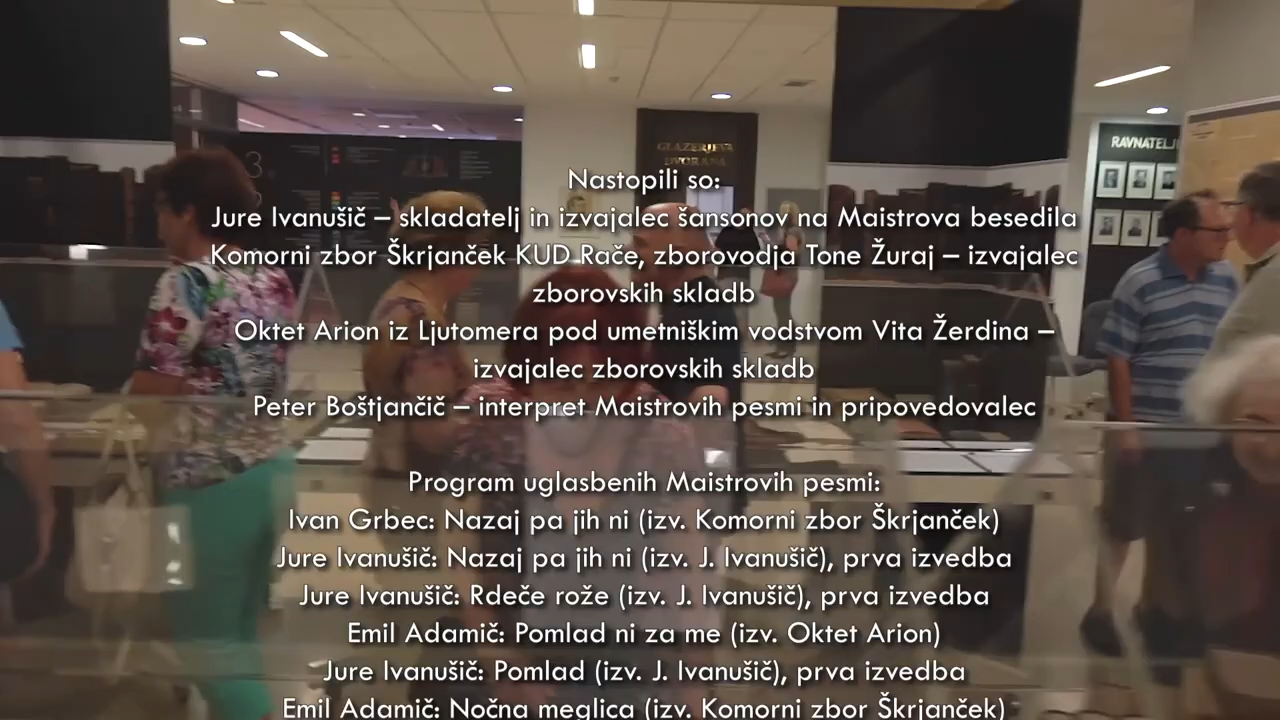 GLAZERJEVA
DVORANA
RAVNATELJI
3.
Nastopili so:
Jure Ivanušič – skladatelj in izvajalec šansonov na Maistrova besedila
Komorni zbor Škrjanček KUD Rače, zborovodja Tone Žuraj – izvajalec
zborovskih skladb
Oktet Arion iz Ljutomera pod umetniškim vodstvom Vita Žerdina –
izvajalec zborovskih skladb
Peter Boštjančič – interpret Maistrovih pesmi in pripovedovalec
Program uglasbenih Maistrovih pesmi:
Ivan Grbec: Nazaj pa jih ni (izv. Komorni zbor Škrjanček)
Jure Ivanušič: Nazaj pa jih ni (izv. J. Ivanušič), prva izvedba
Jure Ivanušič: Rdeče rože (izv. J. Ivanušič), prva izvedba
Emil Adamič: Pomlad ni za me (izv. Oktet Arion)
Jure Ivanušič: Pomlad (izv. J. Ivanušič), prva izvedba
Emil Adamič: Nočna meglica (izv. Komorni zbor Škrjanček)